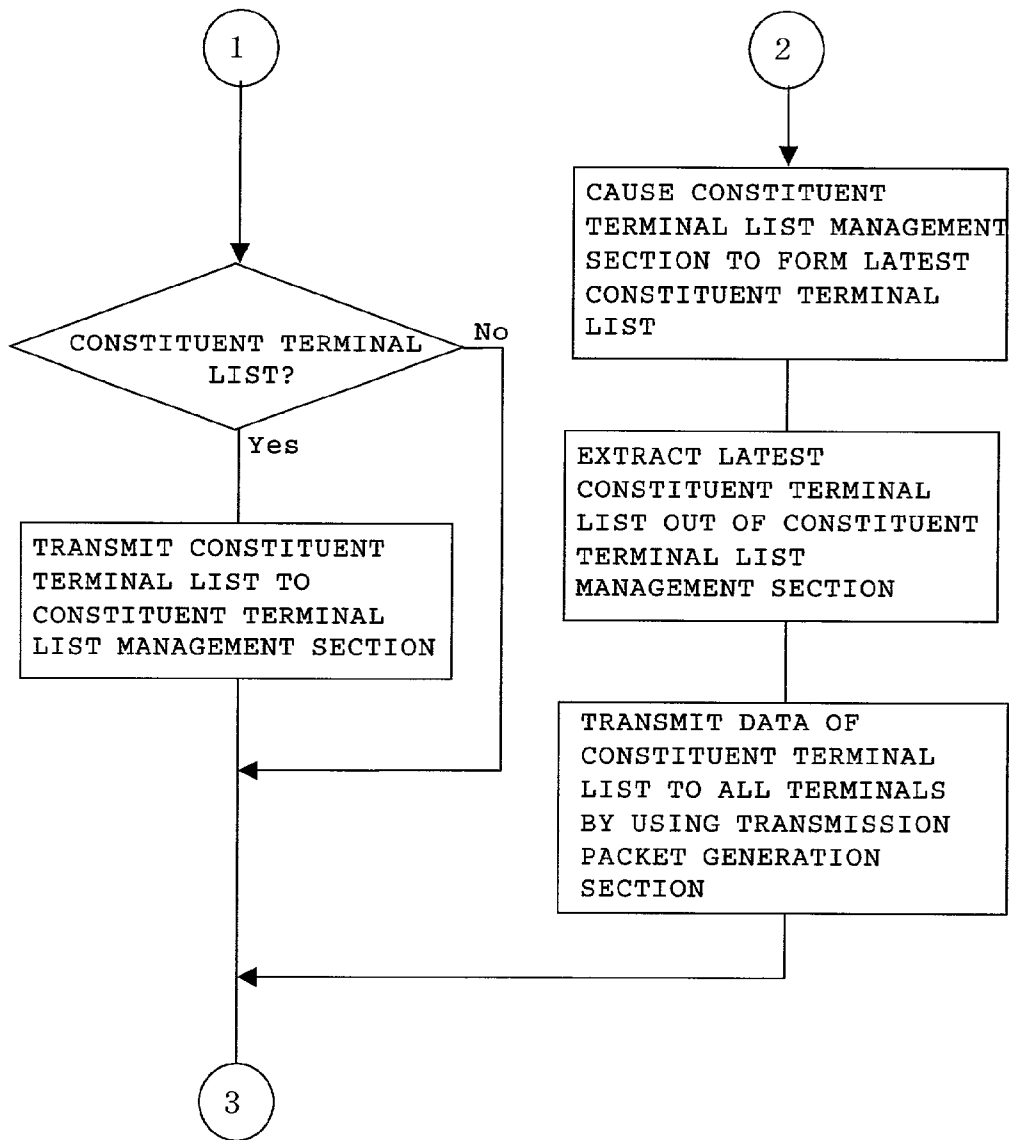 1
CONSTITUENT TERMINAL
LIST?
No
Yes
TRANSMIT CONSTITUENT
TERMINAL LIST TO
CONSTITUENT TERMINAL
LIST MANAGEMENT SECTION
2
CAUSE CONSTITUENT
TERMINAL LIST MANAGEMENT
SECTION TO FORM LATEST
CONSTITUENT TERMINAL
LIST
EXTRACT LATEST
CONSTITUENT TERMINAL
LIST OUT OF CONSTITUENT
TERMINAL LIST
MANAGEMENT SECTION
TRANSMIT DATA OF
CONSTITUENT TERMINAL
LIST TO ALL TERMINALS
BY USING TRANSMISSION
PACKET GENERATION
SECTION
3